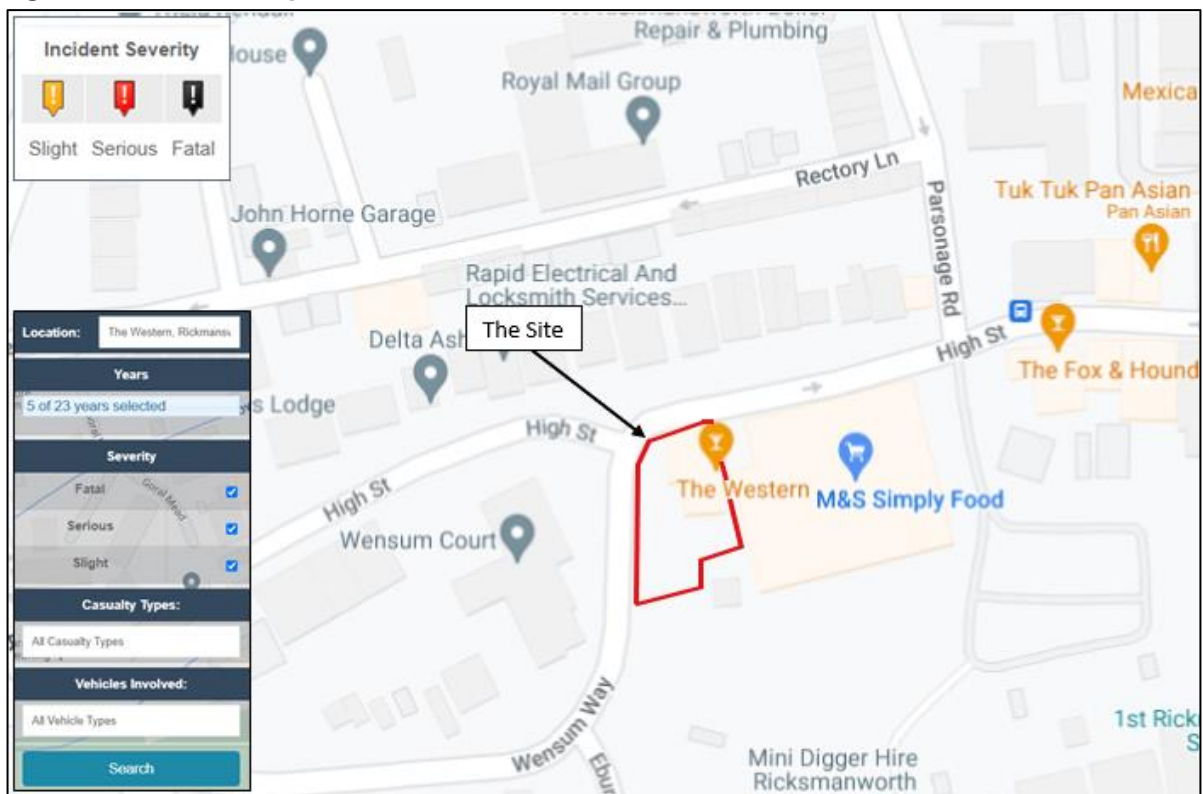 Incident Severity
Slight Serious Fatal
House
Repair & Plumbing
Royal Mail Group
Mexica
Rectory Ln
Parsonage Rd
Tuk Tuk Pan Asian
Pan Asian
John Horne Garage
Rapid Electrical And
Locksmith Services...
The Site
Delta Ash
High St
The Fox & Hound
Location: The Western, Rickmansw
Years
5 of 23 years selected
Severity
Fatal
Serious
Slight
Casualty Types:
All Casualty Types
Vehicles Involved:
All Vehicle Types
Search
s Lodge
High St
High St
Goral Mead
The Western
M&S Simply Food
Wensum Court
Wensum Way
Ebur
Mini Digger Hire
Ricksmanworth
1st Rick
S